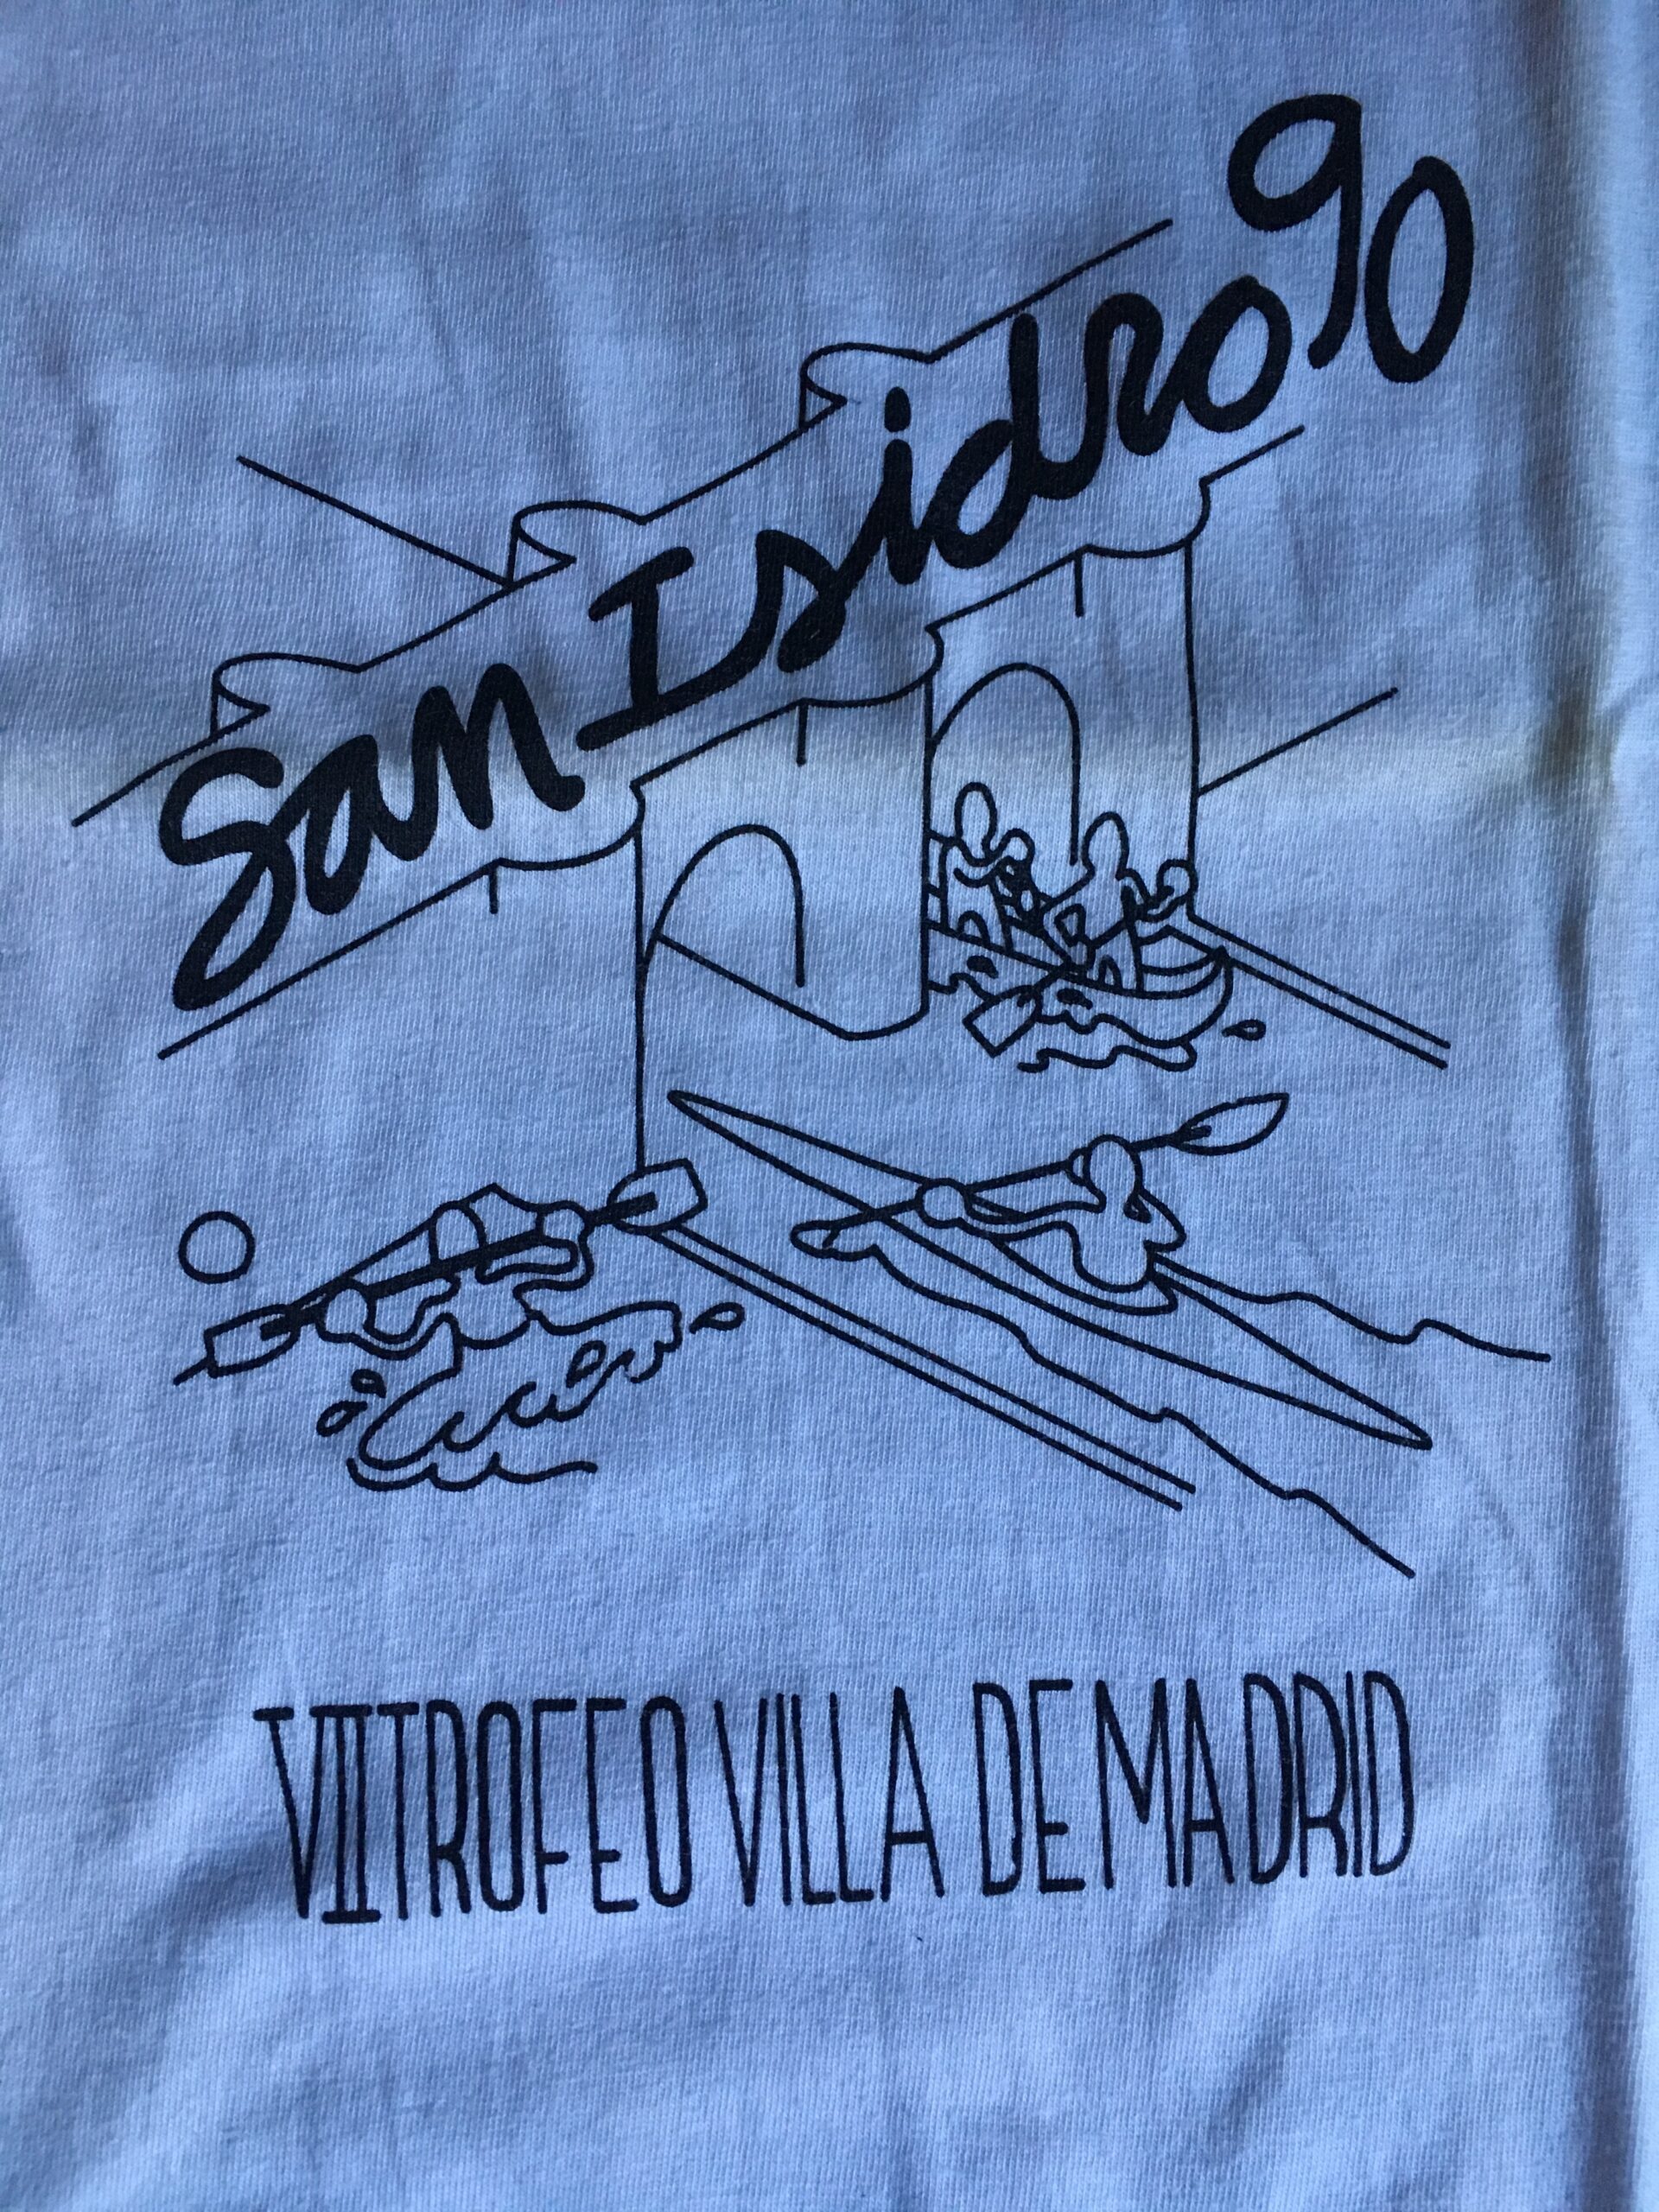 San Isidro 90
VII TROFEO VILLA DE MADRID